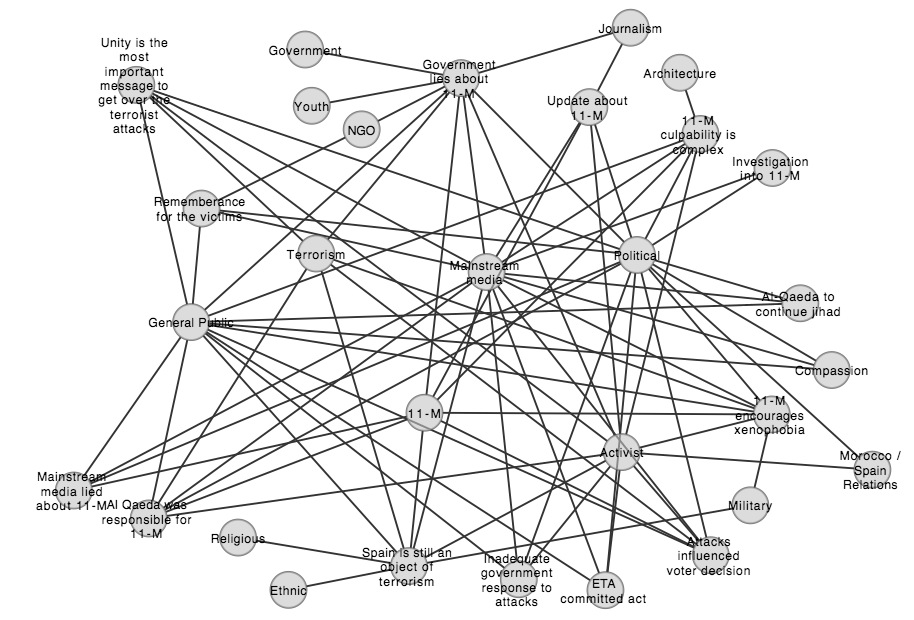 Journalism
Unity is the
most
important
message to
get over the
terrorist
attacks
Government
Government
lies about
11-M
Architecture
Youth
Update about
11-M
NGO
11-M
culpability is
complex
Investigation
into 11-M
Rememberance
for the victims
Terrorism
Mainstream
media
Political
Al-Qaeda to
continue jihad
General Public
Compassion
11-M
11-M
encourages
xenophobia
Activist
Morocco /
Spain
Relations
Mainstream
media lied
about 11-M
Al Qaeda was
responsible for
11-M
Military
Religious
Spain is still an
object of
terrorism
Inadequate
government
response to
attacks
Attacks
influenced
voter decision
Ethnic
ETA
committed act